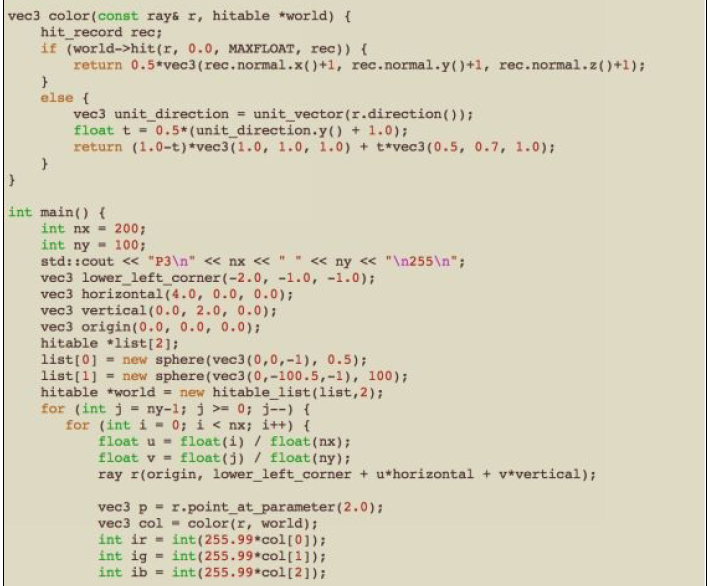 vec3 color(const ray& r, hitable *world) {
    hit_record rec;
    if (world->hit(r, 0.0, MAXFLOAT, rec)) {
        return 0.5*vec3(rec.normal.x()+1, rec.normal.y()+1, rec.normal.z()+1);
    }
    else {
        vec3 unit_direction = unit_vector(r.direction());
        float t = 0.5*(unit_direction.y() + 1.0);
        return (1.0-t)*vec3(1.0, 1.0, 1.0) + t*vec3(0.5, 0.7, 1.0);
    }
}

int main() {
    int nx = 200;
    int ny = 100;
    std::cout << "P3\n" << nx << " " << ny << "\n255\n";
    vec3 lower_left_corner(-2.0, -1.0, -1.0);
    vec3 horizontal(4.0, 0.0, 0.0);
    vec3 vertical(0.0, 2.0, 0.0);
    vec3 origin(0.0, 0.0, 0.0);
    hitable *list[2];
    list[0] = new sphere(vec3(0,0,-1), 0.5);
    list[1] = new sphere(vec3(0,-100.5,-1), 100);
    hitable *world = new hitable_list(list,2);
    for (int j = ny-1; j >= 0; j--) {
        for (int i = 0; i < nx; i++) {
            float u = float(i) / float(nx);
            float v = float(j) / float(ny);
            ray r(origin, lower_left_corner + u*horizontal + v*vertical);

            vec3 p = r.point_at_parameter(2.0);
            vec3 col = color(r, world);
            int ir = int(255.99*col[0]);
            int ig = int(255.99*col[1]);
            int ib = int(255.99*col[2]);